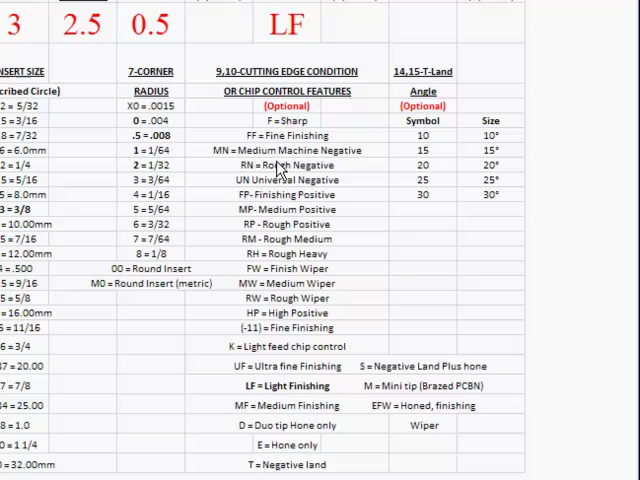 3 2.5 0.5 LF
NSERT SIZE 7-CORNER 9,10-CUTTING EDGE CONDITION 14,15-T-Land
cribed Circle) RADIUS OR CHIP CONTROL FEATURES Angle
2 = 5/32 X0 = .0015 (Optional) (Optional)
5 = 3/16 0 = .004 F = Sharp Symbol Size
8 = 7/32 .5 = .008 FF = Fine Finishing 10 10°
6 = 6.0mm 1 = 1/64 MN = Medium Machine Negative 15 15°
2 = 1/4 2 = 1/32 RN = Rough Negative 20 20°
5 = 5/16 3 = 3/64 UN Universal Negative 25 25°
5 = 8.0mm 4 = 1/16 FP- Finishing Positive 30 30°
3 = 3/8 5 = 5/64 MP- Medium Positive
= 10.00mm 6 = 3/32 RP - Rough Positive
5 = 7/16 7 = 7/64 RM - Rough Medium
= 12.00mm 8 = 1/8 RH = Rough Heavy
4 = .500 00 = Round Insert FW = Finish Wiper
5 = 9/16 M0 = Round Insert (metric) MW = Medium Wiper
5 = 5/8 RW = Rough Wiper
= 16.00mm HP = High Positive
5 = 11/16 (-11) = Fine Finishing
6 = 3/4 K = Light feed chip control
37 = 20.00 UF = Ultra fine Finishing S = Negative Land Plus hone
7 = 7/8 LF = Light Finishing M = Mini tip (Brazed PCBN)
34 = 25.00 MF = Medium Finishing EFW = Honed, finishing
8 = 1.0 D = Duo tip Hone only Wiper
0 = 1 1/4 E = Hone only
0 = 32.00mm T = Negative land